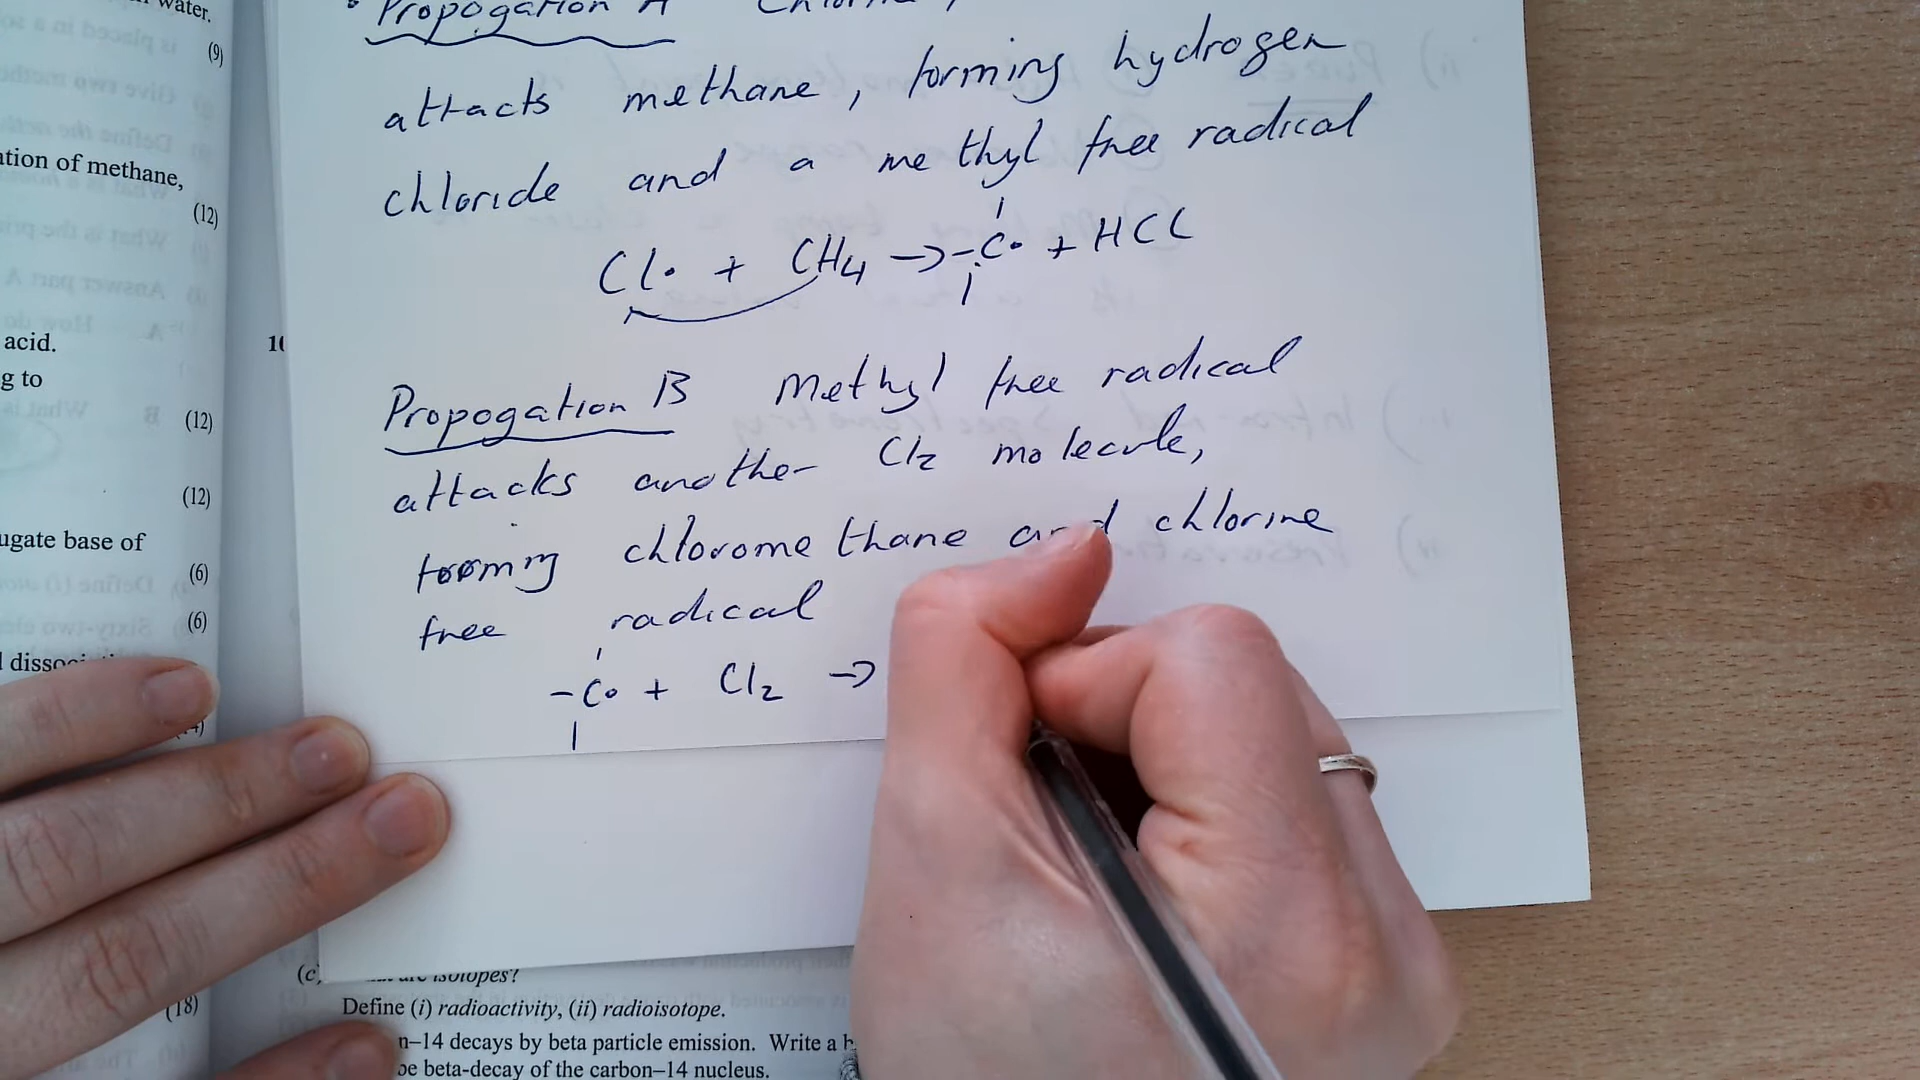 water.
Propogation A
(9)
attacks methane, forming hydrogen
ation of methane,
(12)
chloride and a methyl free radical
Cl• + CH4 → -C• + HCl
acid.
g to
(12)
Propogation B Methyl free radical
attacks another Cl2 molecule,
(12)
ugate base of
(6)
forming chloromethane and chlorine
(6)
free radical
-C• + Cl2 →
(c)
isotopes?
(18)
Define (i) radioactivity, (ii) radioisotope.
n–14 decays by beta particle emission. Write a
beta-decay of the carbon–14 nucleus.